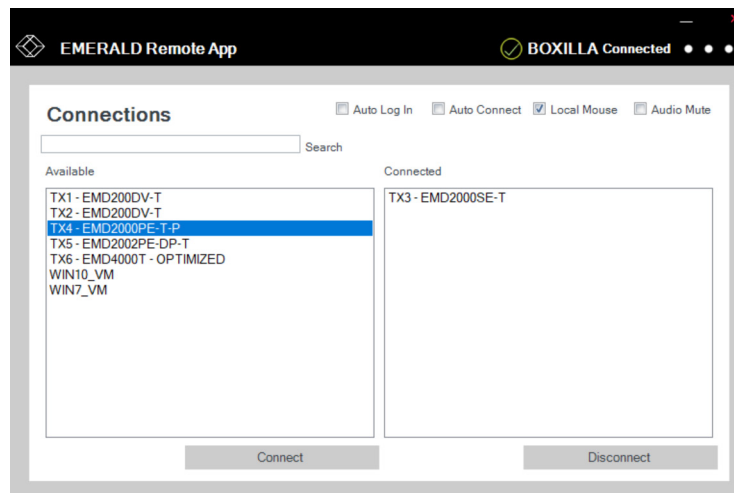 EMERALD Remote App
BOXILLA Connected
Connections
Auto Log In
Auto Connect
Local Mouse
Audio Mute
Search
Available
Connected
TX1 - EMD200DV-T
TX2 - EMD200DV-T
TX4 - EMD2000PE-T-P
TX5 - EMD2002PE-DP-T
TX6 - EMD4000T - OPTIMIZED
WIN10_VM
WIN7_VM
TX3 - EMD2000SE-T
Connect
Disconnect